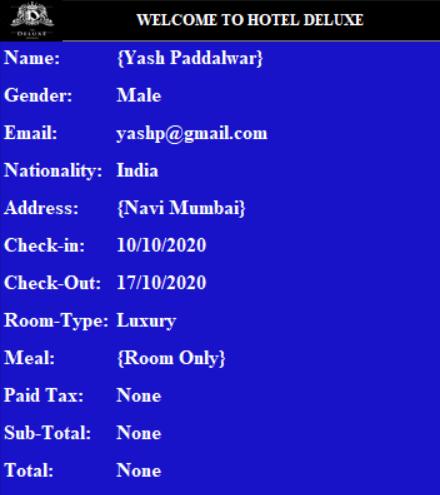 DELUXE
WELCOME TO HOTEL DELUXE
Name: {Yash Paddalwar}
Gender: Male
Email: yashp@gmail.com
Nationality: India
Address: {Navi Mumbai}
Check-in: 10/10/2020
Check-Out: 17/10/2020
Room-Type: Luxury
Meal: {Room Only}
Paid Tax: None
Sub-Total: None
Total: None